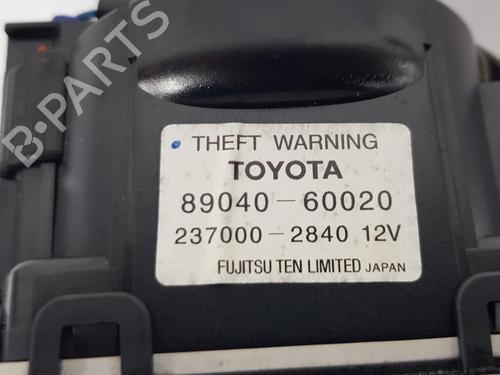 THEFT WARNING
TOYOTA
89040-60020
237000-2840 12V
FUJITSU TEN LIMITED JAPAN
B-PARTS